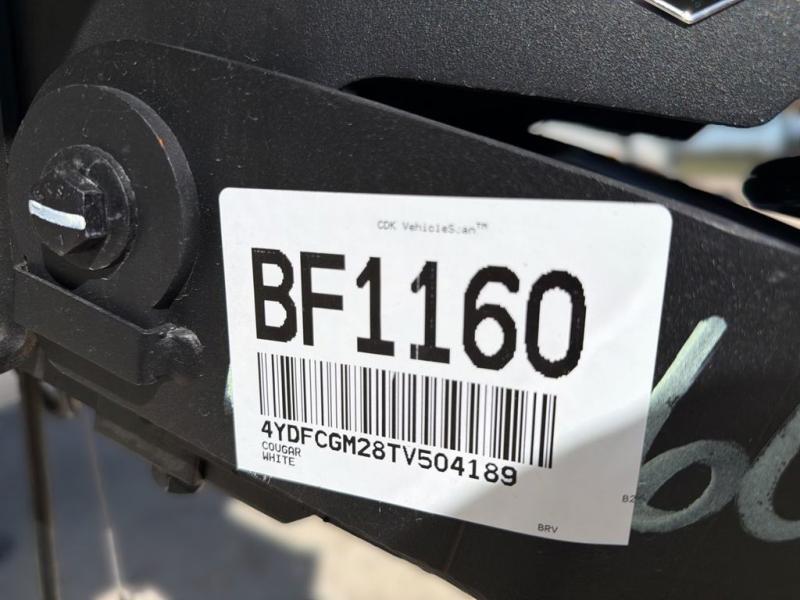 CDK VehicleScan™
BF1160
4YDFCGM28TV504189
COUGAR
WHITE
BRV